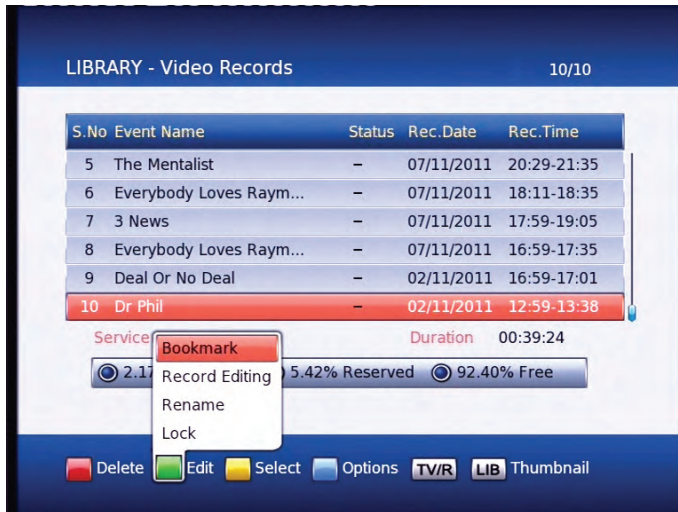 LIBRARY - Video Records 10/10
S.No Event Name Status Rec.Date Rec.Time
5 The Mentalist – 07/11/2011 20:29-21:35
6 Everybody Loves Raym... – 07/11/2011 18:11-18:35
7 3 News – 07/11/2011 17:59-19:05
8 Everybody Loves Raym... – 07/11/2011 16:59-17:35
9 Deal Or No Deal – 02/11/2011 16:59-17:01
10 Dr Phil – 02/11/2011 12:59-13:38
Service Duration 00:39:24
Bookmark
2.17 5.42% Reserved 92.40% Free
Record Editing
Rename
Lock
Delete Edit Select Options TV/R LIB Thumbnail